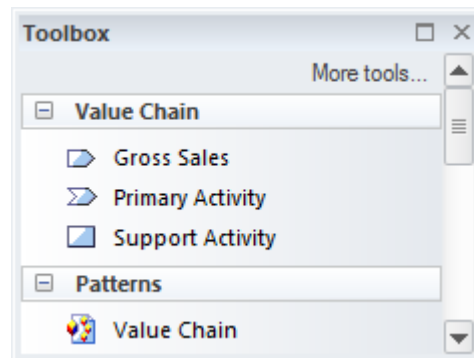 Toolbox
More tools...
Value Chain
Gross Sales
Primary Activity
Support Activity
Patterns
Value Chain